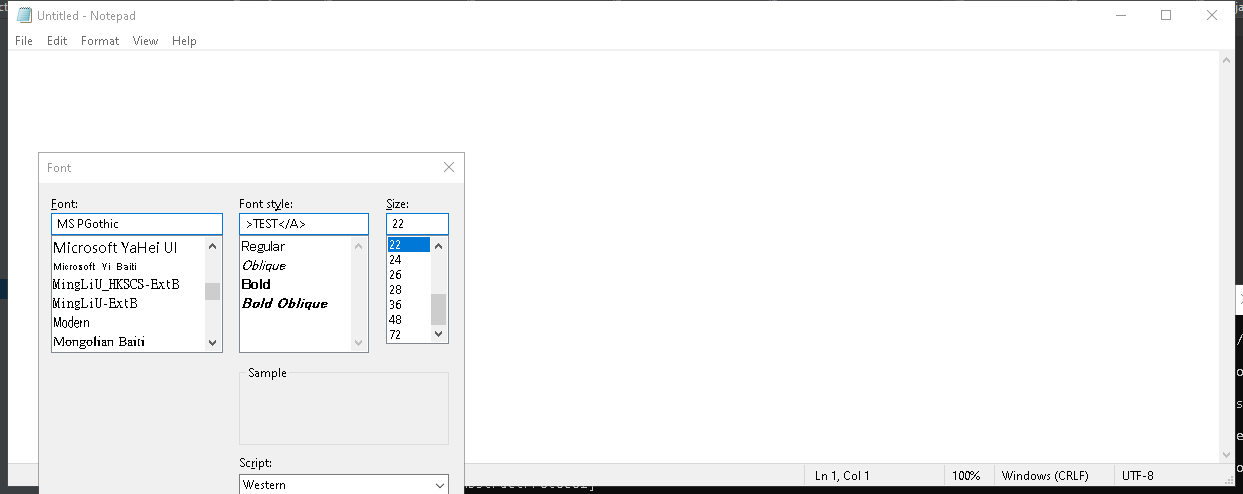 Untitled - Notepad
File Edit Format View Help
Font
Font: Font style: Size:
MS PGothic >TEST</A> 22
Microsoft YaHei UI Regular 22
Microsoft Yi Baiti Oblique 24
MingLiU_HKSCS-ExtB Bold 26
MingLiU-ExtB Bold Oblique 28
Modern 36
Mongolian Baiti 48
72
Sample
Script:
Western
Ln 1, Col 1 100% Windows (CRLF) UTF-8